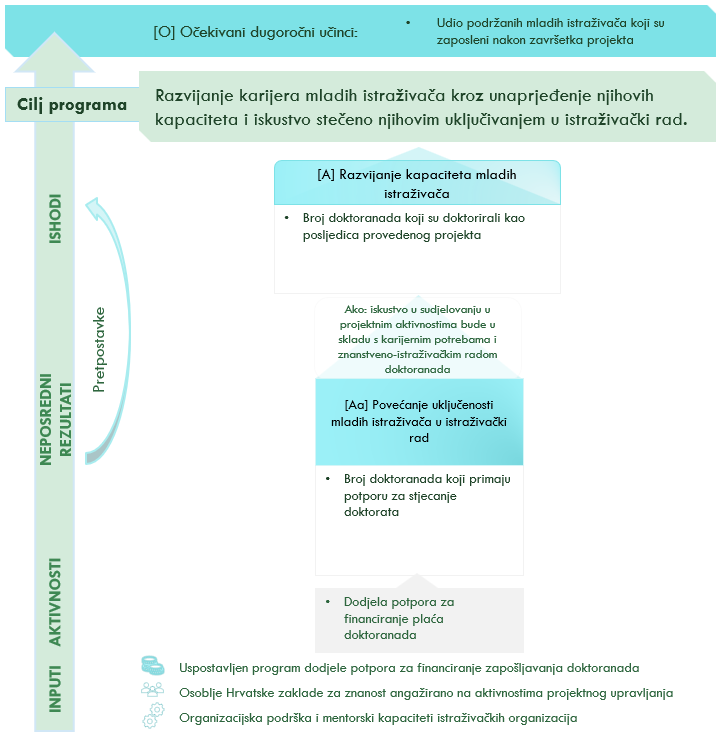 [O] Očekivani dugoročni učinci:
• Udio podržanih mladih istraživača koji su
zaposleni nakon završetka projekta
Cilj programa
Razvijanje karijera mladih istraživača kroz unaprjeđenje njihovih
kapaciteta i iskustvo stečeno njihovim uključivanjem u istraživački rad.
ISHODI
[A] Razvijanje kapaciteta mladih
istraživača
• Broj doktoranada koji su doktorirali kao
posljedica provedenog projekta
Pretpostavke
Ako: iskustvo u sudjelovanju u
projektnim aktivnostima bude u
skladu s karijernim potrebama i
znanstveno-istraživačkim radom
doktoranada
NEPOSREDNI
REZULTATI
[Aa] Povećanje uključenosti
mladih istraživača u istraživački
rad
• Broj doktoranada koji primaju
potporu za stjecanje
doktorata
AKTIVNOSTI
• Dodjela potpora za
financiranje plaća
doktoranada
INPUTI
Uspostavljen program dodjele potpora za financiranje zapošljavanja doktoranada
Osoblje Hrvatske zaklade za znanost angažirano na aktivnostima projektnog upravljanja
Organizacijska podrška i mentorski kapaciteti istraživačkih organizacija